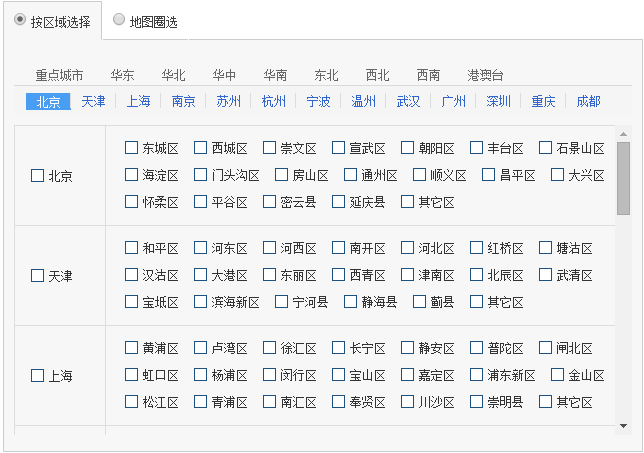 按区域选择 地图圈选
重点城市 华东 华北 华中 华南 东北 西北 西南 港澳台
北京 天津 上海 南京 苏州 杭州 宁波 温州 武汉 广州 深圳 重庆 成都
北京
东城区 西城区 崇文区 宣武区 朝阳区 丰台区 石景山区
海淀区 门头沟区 房山区 通州区 顺义区 昌平区 大兴区
怀柔区 平谷区 密云县 延庆县 其它区
天津
和平区 河东区 河西区 南开区 河北区 红桥区 塘沽区
汉沽区 大港区 东丽区 西青区 津南区 北辰区 武清区
宝坻区 滨海新区 宁河县 静海县 蓟县 其它区
上海
黄浦区 卢湾区 徐汇区 长宁区 静安区 普陀区 闸北区
虹口区 杨浦区 闵行区 宝山区 嘉定区 浦东新区 金山区
松江区 青浦区 南汇区 奉贤区 川沙区 崇明县 其它区